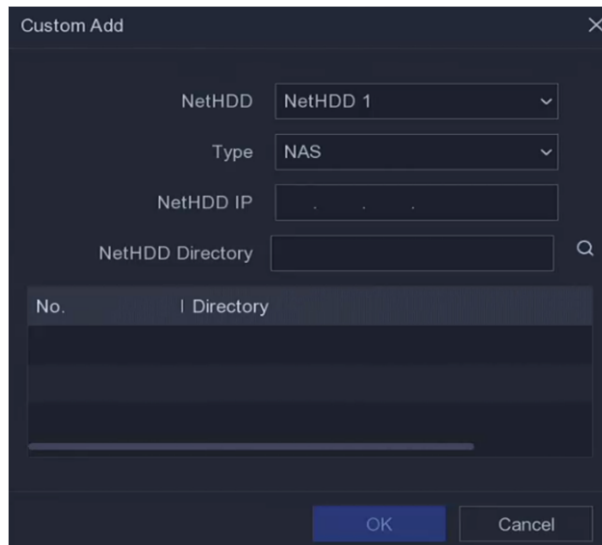 Custom Add
NetHDD NetHDD 1
Type NAS
NetHDD IP . . .
NetHDD Directory
No. Directory
OK Cancel